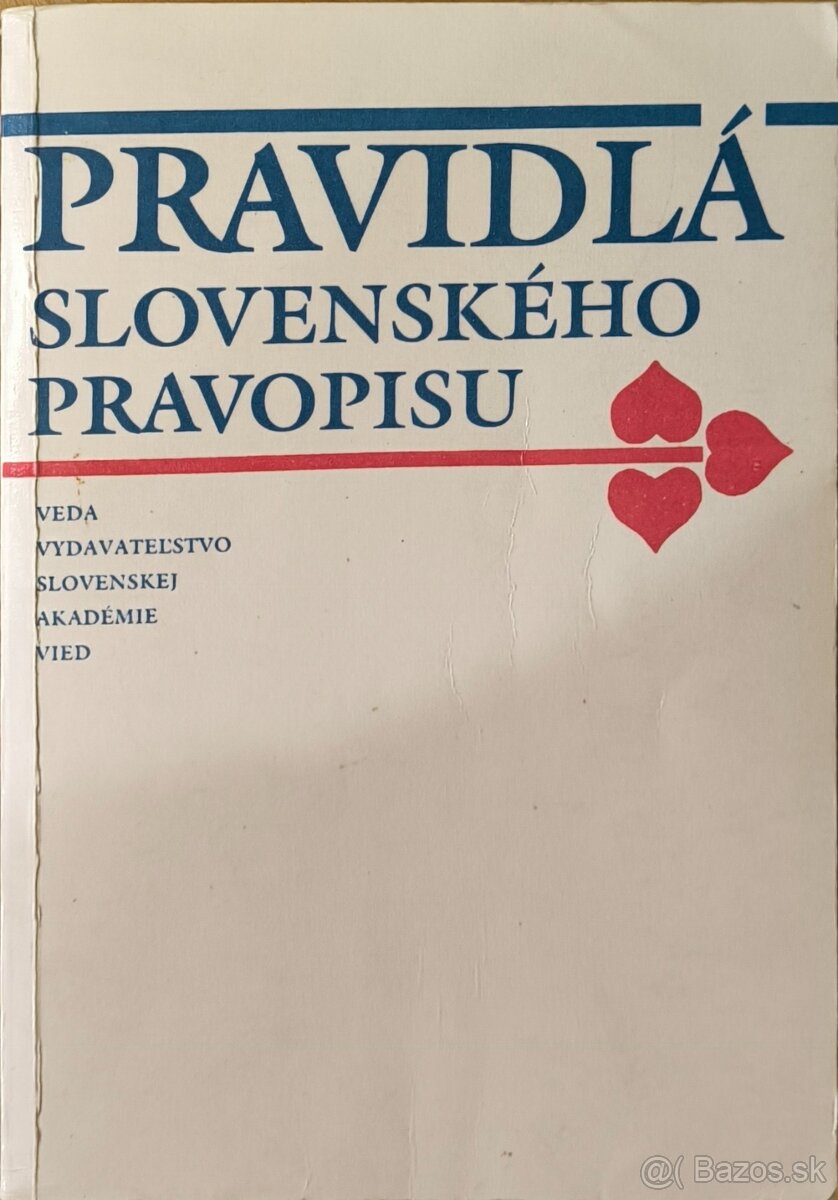 PRAVIDLÁ
SLOVENSKÉHO
PRAVOPISU
VEDA
VYDAVATEĽSTVO
SLOVENSKEJ
AKADÉMIE
VIED
@( Bazos.sk